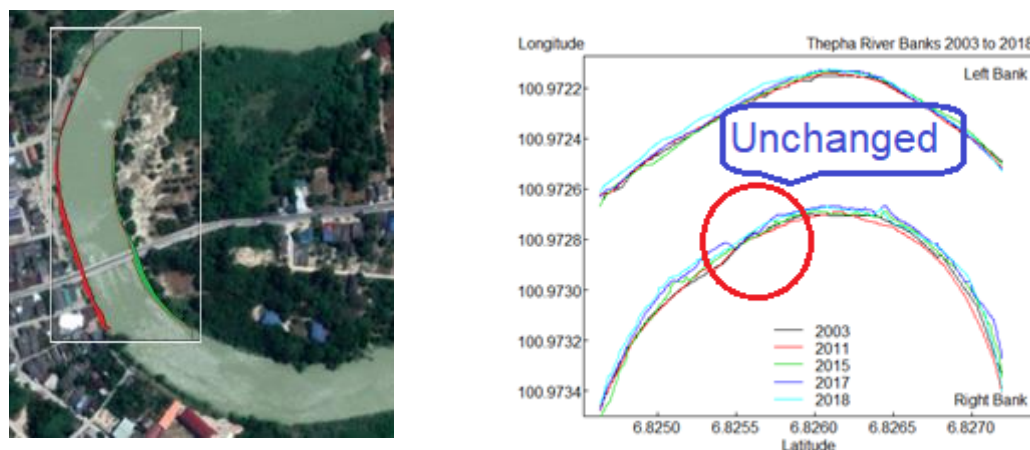 Longitude
Thepha River Banks 2003 to 2018
100.9722
Left Bank
100.9724
Unchanged
100.9726
100.9728
100.9730
100.9732
100.9734
2003
2011
2015
2017
2018
Right Bank
6.8250
6.8255
6.8260
6.8265
6.8270
Latitude